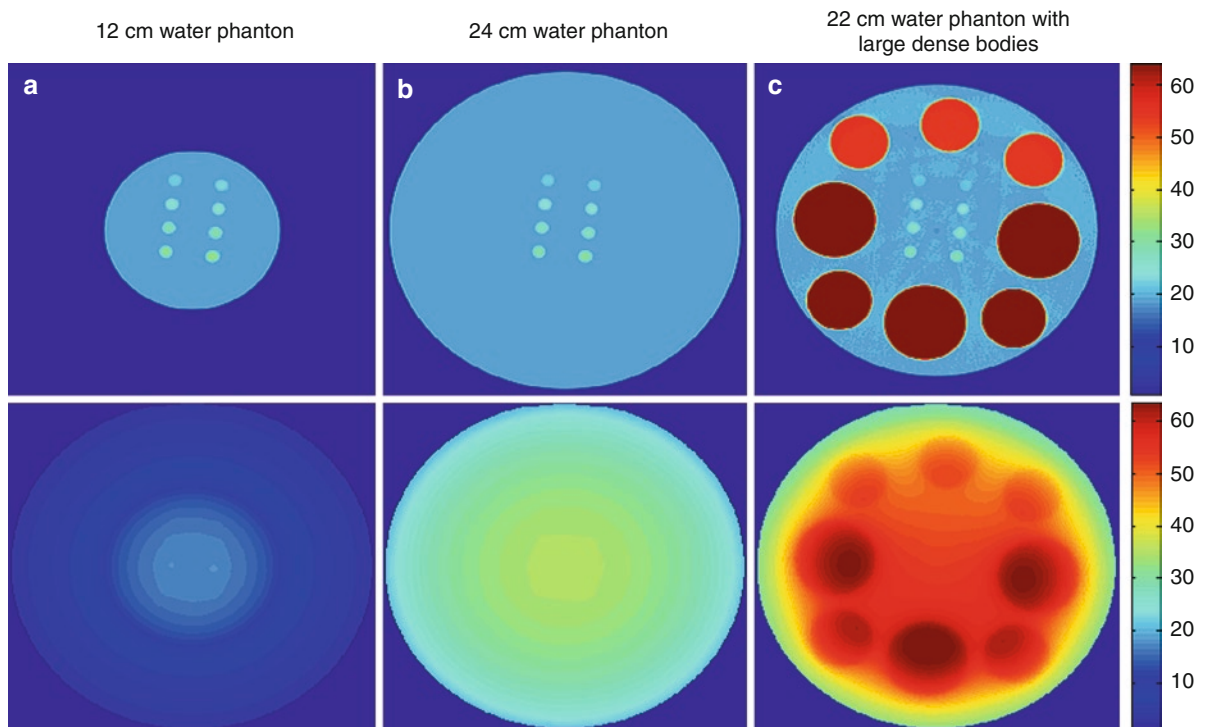 12 cm water phanton
24 cm water phanton
22 cm water phanton with
large dense bodies
a
b
c
60
50
40
30
20
10
60
50
40
30
20
10